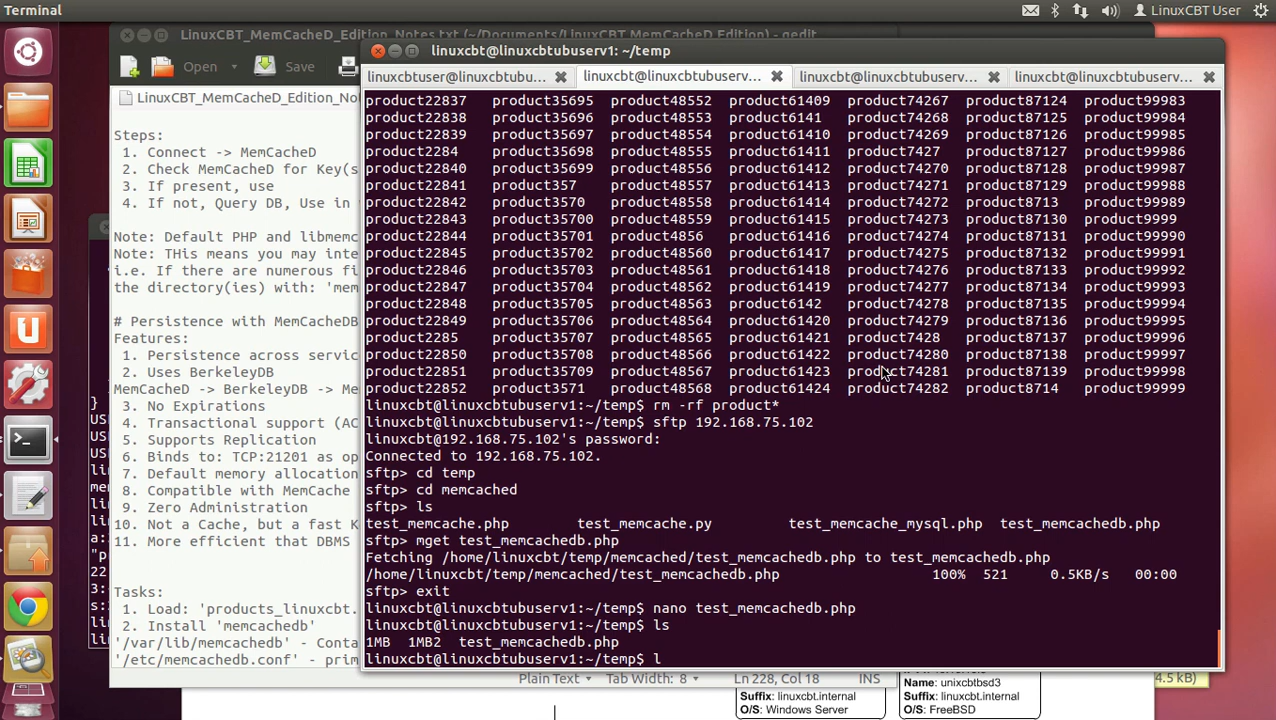 Terminal
LinuxCBT User
LinuxCBT_MemCacheD_Edition_Notes.txt (~/Documents/LinuxCBT_MemCacheD_Edition) - gedit
linuxcbt@linuxcbtubuserv1: ~/temp
Open
Save
linuxcbtuser@linuxcbtubu...
linuxcbt@linuxcbtubuserv...
linuxcbt@linuxcbtubuserv...
linuxcbt@linuxcbtubuserv...
LinuxCBT_MemCacheD_Edition_No
Steps:
1. Connect -> MemCacheD
2. Check MemCacheD for Key(s
3. If present, use
4. If not, Query DB, Use in
Note: Default PHP and libmemc
Note: THis means you may inte
i.e. If there are numerous fi
the directory(ies) with: 'mem
# Persistence with MemCacheDB
Features:
1. Persistence across servic
2. Uses BerkeleyDB
MemCacheD -> BerkeleyDB -> Me
3. No Expirations
4. Transactional support (AC
5. Supports Replication
6. Binds to: TCP:21201 as op
7. Default memory allocation
8. Compatible with MemCache
9. Zero Administration
10. Not a Cache, but a fast K
11. More efficient that DBMS
Tasks:
1. Load: 'products_linuxcbt.
2. Install 'memcachedb'
'/var/lib/memcachedb' - Conta
'/etc/memcachedb.conf' - prim
product22837 product35695 product48552 product61409 product74267 product87124 product99983
product22838 product35696 product48553 product6141 product74268 product87125 product99984
product22839 product35697 product48554 product61410 product74269 product87126 product99985
product2284 product35698 product48555 product61411 product7427 product87127 product99986
product22840 product35699 product48556 product61412 product74270 product87128 product99987
product22841 product357 product48557 product61413 product74271 product87129 product99988
product22842 product3570 product48558 product61414 product74272 product8713 product99989
product22843 product35700 product48559 product61415 product74273 product87130 product9999
product22844 product35701 product4856 product61416 product74274 product87131 product99990
product22845 product35702 product48560 product61417 product74275 product87132 product99991
product22846 product35703 product48561 product61418 product74276 product87133 product99992
product22847 product35704 product48562 product61419 product74277 product87134 product99993
product22848 product35705 product48563 product6142 product74278 product87135 product99994
product22849 product35706 product48564 product61420 product74279 product87136 product99995
product2285 product35707 product48565 product61421 product7428 product87137 product99996
product22850 product35708 product48566 product61422 product74280 product87138 product99997
product22851 product35709 product48567 product61423 product74281 product87139 product99998
product22852 product3571 product48568 product61424 product74282 product8714 product99999
linuxcbt@linuxcbtubuserv1:~/temp$ rm -rf product*
linuxcbt@linuxcbtubuserv1:~/temp$ sftp 192.168.75.102
linuxcbt@192.168.75.102's password:
Connected to 192.168.75.102.
sftp> cd temp
sftp> cd memcached
sftp> ls
test_memcache.php test_memcache.py test_memcache_mysql.php test_memcachedb.php
sftp> mget test_memcachedb.php
Fetching /home/linuxcbt/temp/memcached/test_memcachedb.php to test_memcachedb.php
/home/linuxcbt/temp/memcached/test_memcachedb.php 100% 521 0.5KB/s 00:00
sftp> exit
linuxcbt@linuxcbtubuserv1:~/temp$ nano test_memcachedb.php
linuxcbt@linuxcbtubuserv1:~/temp$ ls
1MB 1MB2 test_memcachedb.php
linuxcbt@linuxcbtubuserv1:~/temp$ l
Plain Text Tab Width: 8 Ln 228, Col 18 INS
4.5 kB)
Suffix: linuxcbt.internal
O/S: Windows Server
Name: unixcbtbsd3
Suffix: linuxcbt.internal
O/S: FreeBSD